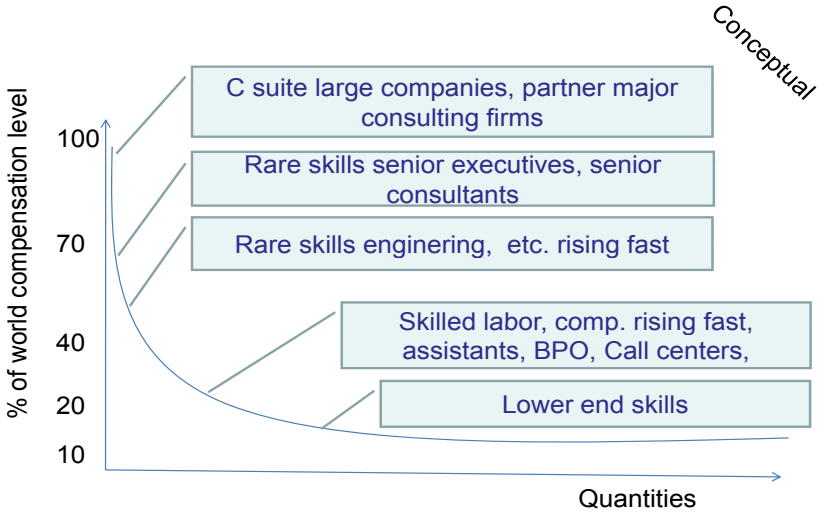 Conceptual
C suite large companies, partner major
consulting firms
Rare skills senior executives, senior
consultants
Rare skills enginering, etc. rising fast
Skilled labor, comp. rising fast,
assistants, BPO, Call centers,
Lower end skills
% of world compensation level
100
70
40
20
10
Quantities